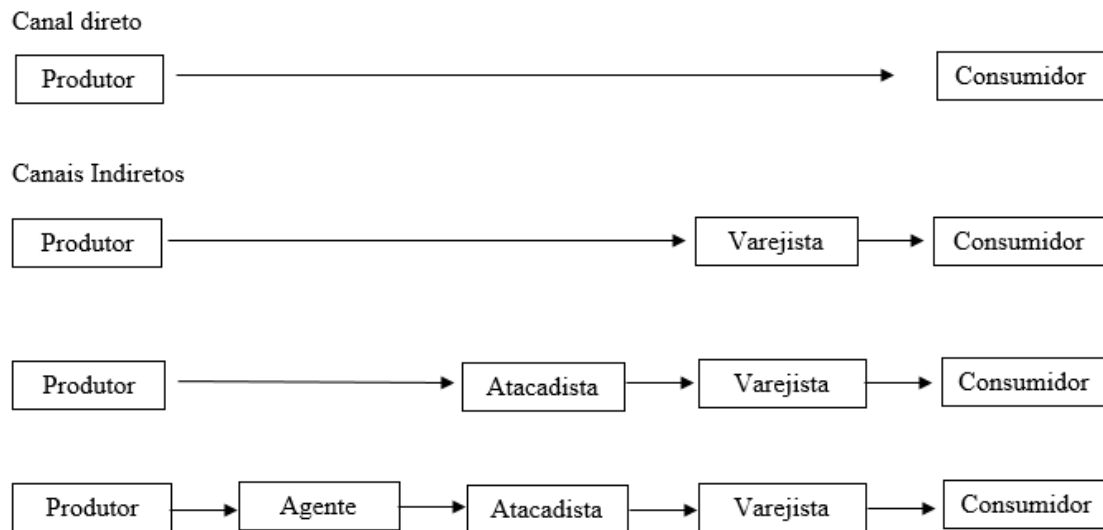 Canal direto
Produtor Consumidor
Canais Indiretos
Produtor Varejista Consumidor
Produtor Atacadista Varejista Consumidor
Produtor Agente Atacadista Varejista Consumidor